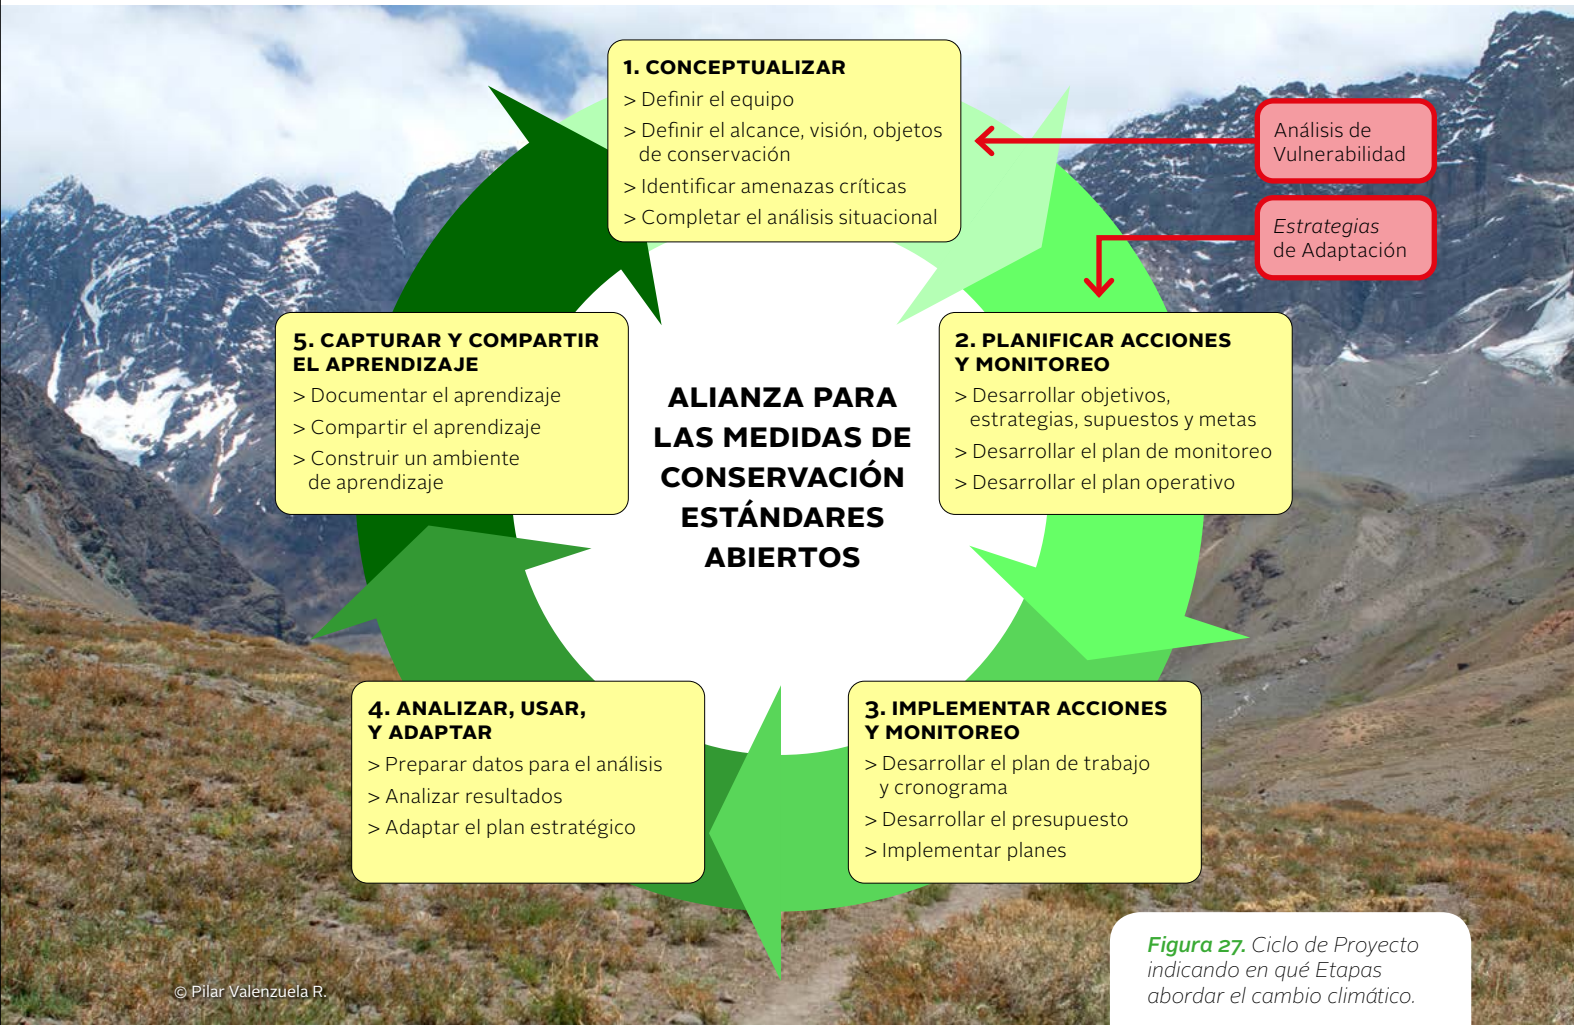 1. CONCEPTUALIZAR
> Definir el equipo
> Definir el alcance, visión, objetos
de conservación
> Identificar amenazas críticas
> Completar el análisis situacional
Análisis de
Vulnerabilidad
Estrategias
de Adaptación
2. PLANIFICAR ACCIONES
Y MONITOREO
> Desarrollar objetivos,
estrategias, supuestos y metas
> Desarrollar el plan de monitoreo
> Desarrollar el plan operativo
3. IMPLEMENTAR ACCIONES
Y MONITOREO
> Desarrollar el plan de trabajo
y cronograma
> Desarrollar el presupuesto
> Implementar planes
4. ANALIZAR, USAR,
Y ADAPTAR
> Preparar datos para el análisis
> Analizar resultados
> Adaptar el plan estratégico
5. CAPTURAR Y COMPARTIR
EL APRENDIZAJE
> Documentar el aprendizaje
> Compartir el aprendizaje
> Construir un ambiente
de aprendizaje
ALIANZA PARA
LAS MEDIDAS DE
CONSERVACIÓN
ESTÁNDARES
ABIERTOS
© Pilar Valenzuela R.
Figura 27. Ciclo de Proyecto
indicando en qué Etapas
abordar el cambio climático.